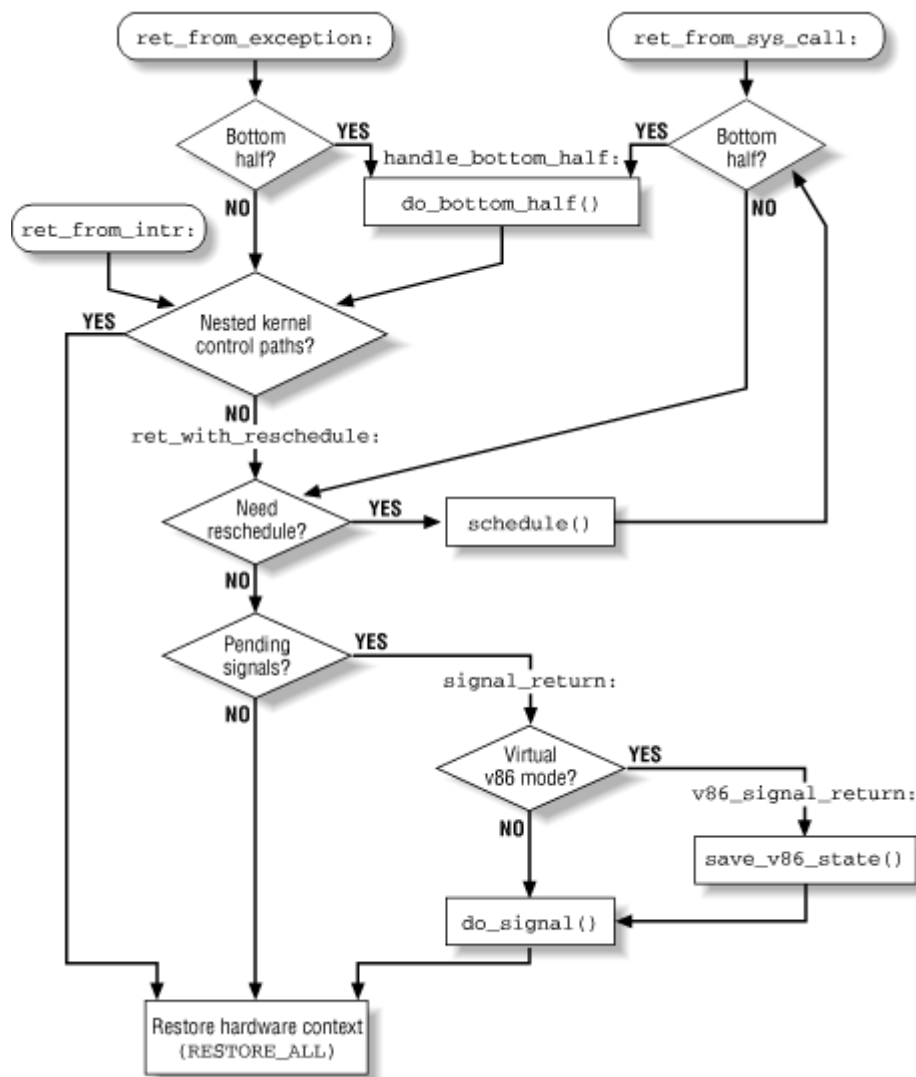 ret_from_exception:
ret_from_sys_call:
Bottom
half?
YES
NO
handle_bottom_half:
do_bottom_half()
YES
Bottom
half?
NO
ret_from_intr:
YES
Nested kernel
control paths?
NO
ret_with_reschedule:
Need
reschedule?
YES
schedule()
NO
Pending
signals?
YES
signal_return:
NO
Virtual
v86 mode?
YES
v86_signal_return:
NO
save_v86_state()
do_signal()
Restore hardware context
(RESTORE_ALL)